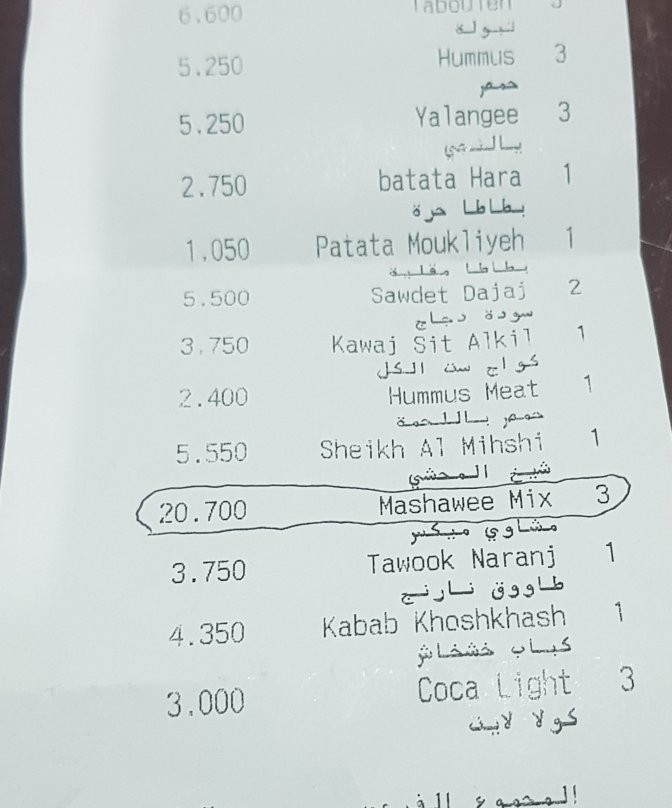 6.600 Tabouleh 3
تبولة
5.250 Hummus 3
حمص
5.250 Yalangee 3
يالنجي
2.750 batata Hara 1
بطاطا حرة
1.050 Patata Moukliyeh 1
بطاطا مقلية
5.500 Sawdet Dajaj 2
سودة دجاج
3.750 Kawaj Sit Alkil 1
كواج ست الكل
2.400 Hummus Meat 1
حمص باللحمة
5.550 Sheikh Al Mihshi 1
شيخ المحشي
20.700 Mashawee Mix 3
مشاوي ميكس
3.750 Tawook Naranj 1
طاووق نارنج
4.350 Kabab Khoshkhash 1
كباب خشخاش
3.000 Coca Light 3
كولا لايت
المجموع